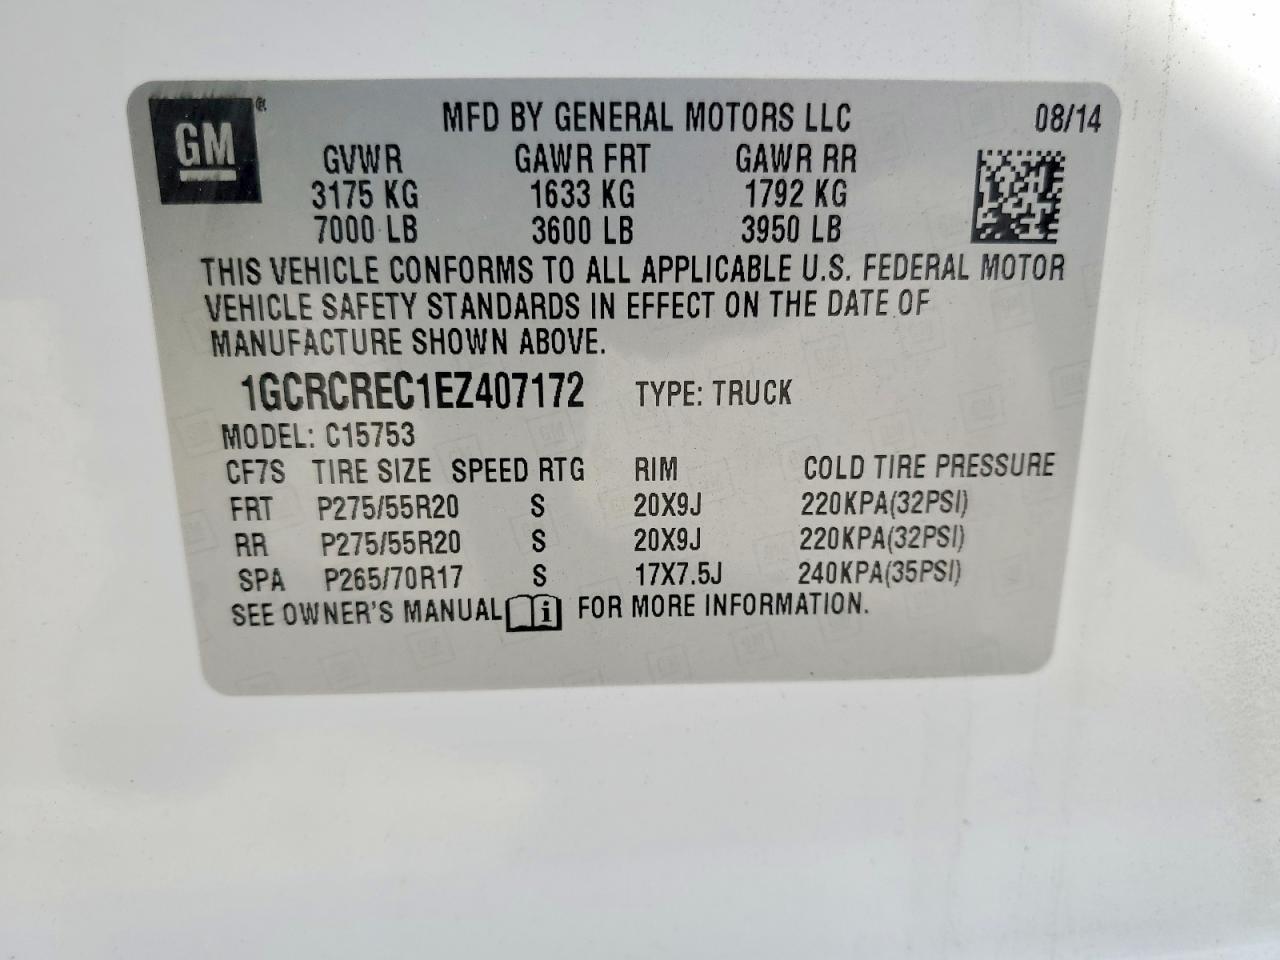 GM ®
MFD BY GENERAL MOTORS LLC 08/14
GVWR GAWR FRT GAWR RR
3175 KG 1633 KG 1792 KG
7000 LB 3600 LB 3950 LB
THIS VEHICLE CONFORMS TO ALL APPLICABLE U.S. FEDERAL MOTOR
VEHICLE SAFETY STANDARDS IN EFFECT ON THE DATE OF
MANUFACTURE SHOWN ABOVE.
1GCRCREC1EZ407172 TYPE: TRUCK
MODEL: C15753
CF7S TIRE SIZE SPEED RTG RIM COLD TIRE PRESSURE
FRT P275/55R20 S 20X9J 220KPA(32PSI)
RR P275/55R20 S 20X9J 220KPA(32PSI)
SPA P265/70R17 S 17X7.5J 240KPA(35PSI)
SEE OWNER'S MANUAL i FOR MORE INFORMATION.